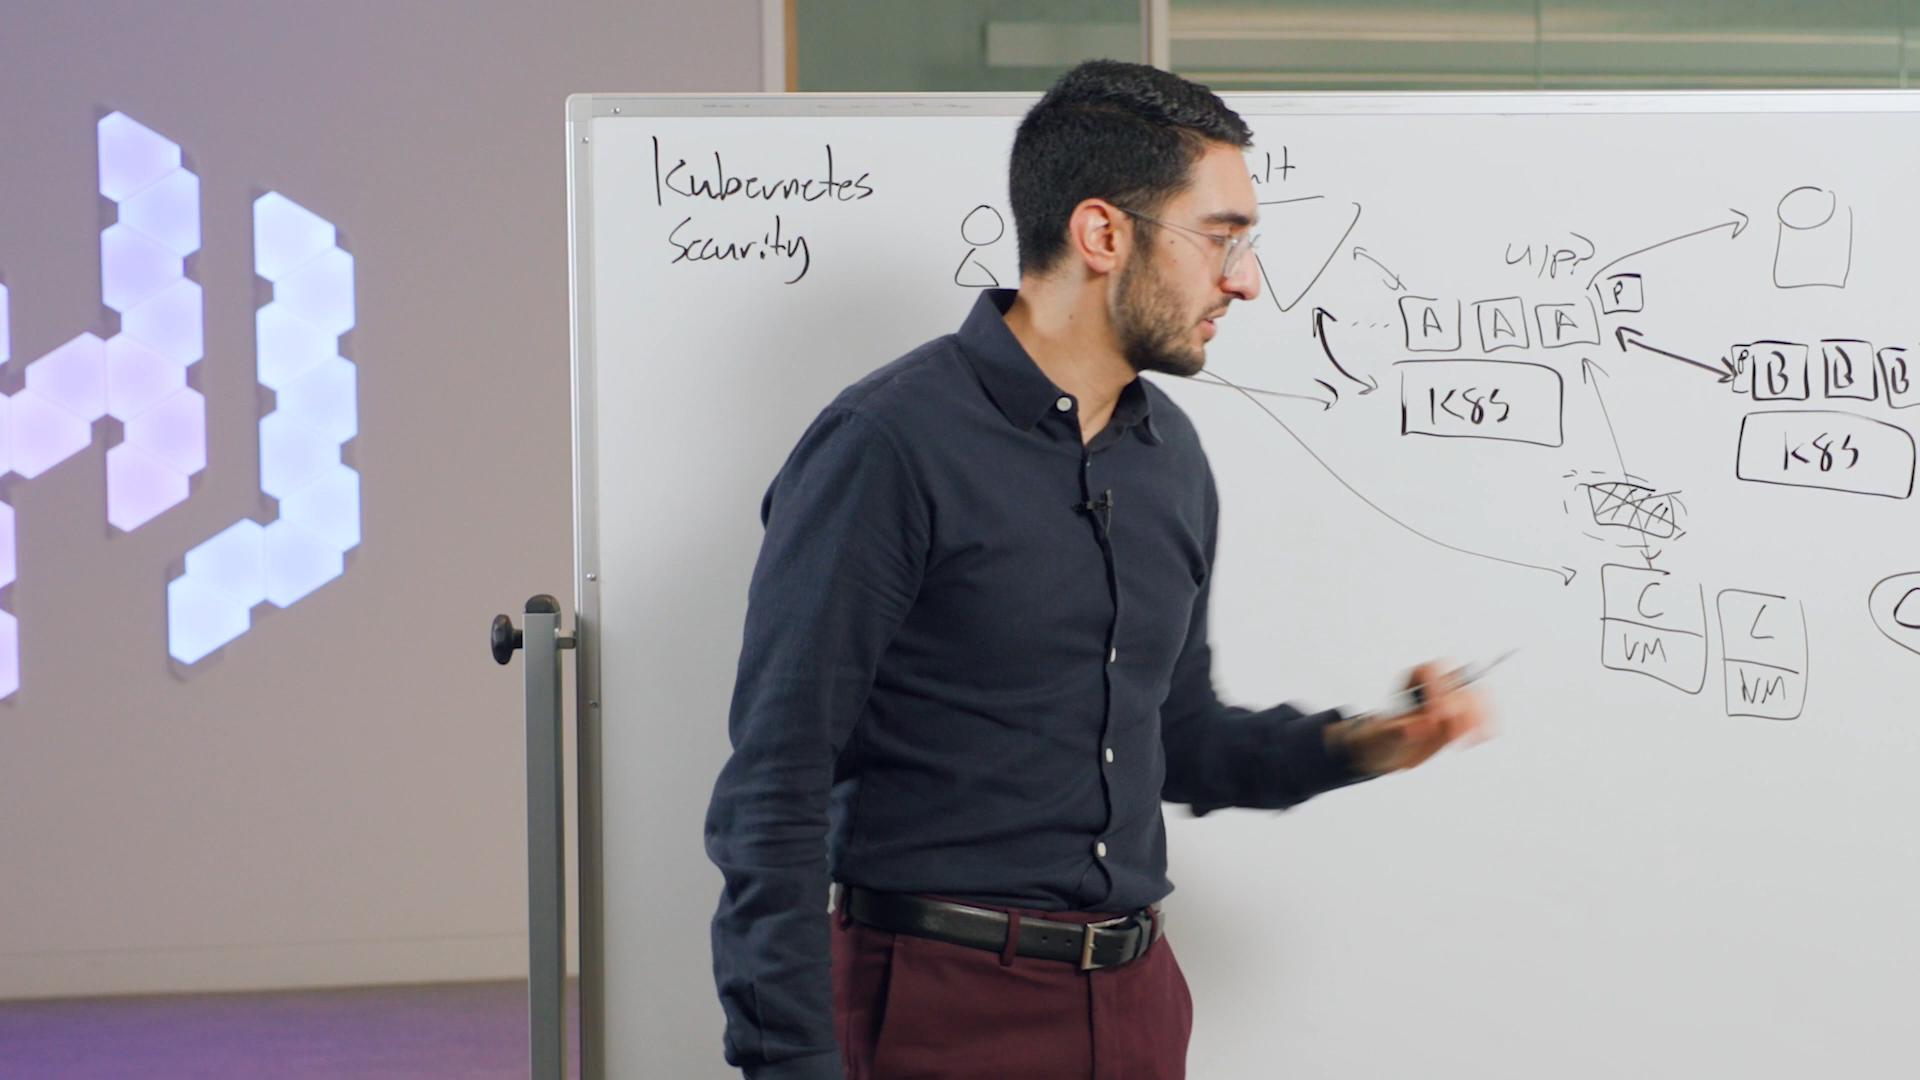 Kubernetes
Security
u/p?
P
A A A
K8S
P B B B
K8S
C
VM
C
VM
C